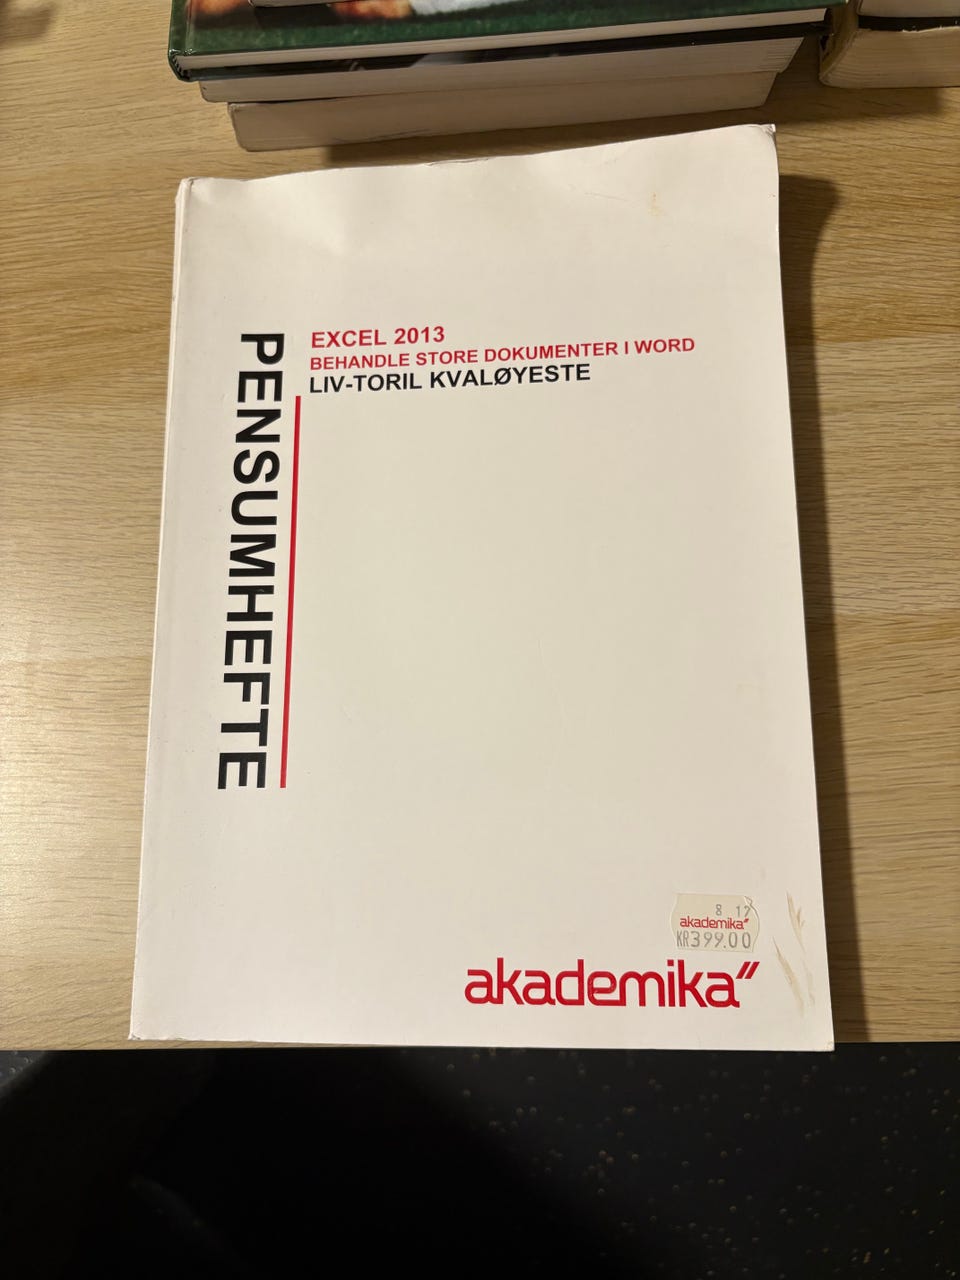 EXCEL 2013
BEHANDLE STORE DOKUMENTER I WORD
LIV-TORIL KVALØYESTE
PENSUMHEFTE
8 17
akademika"
KR399.00
akademika"